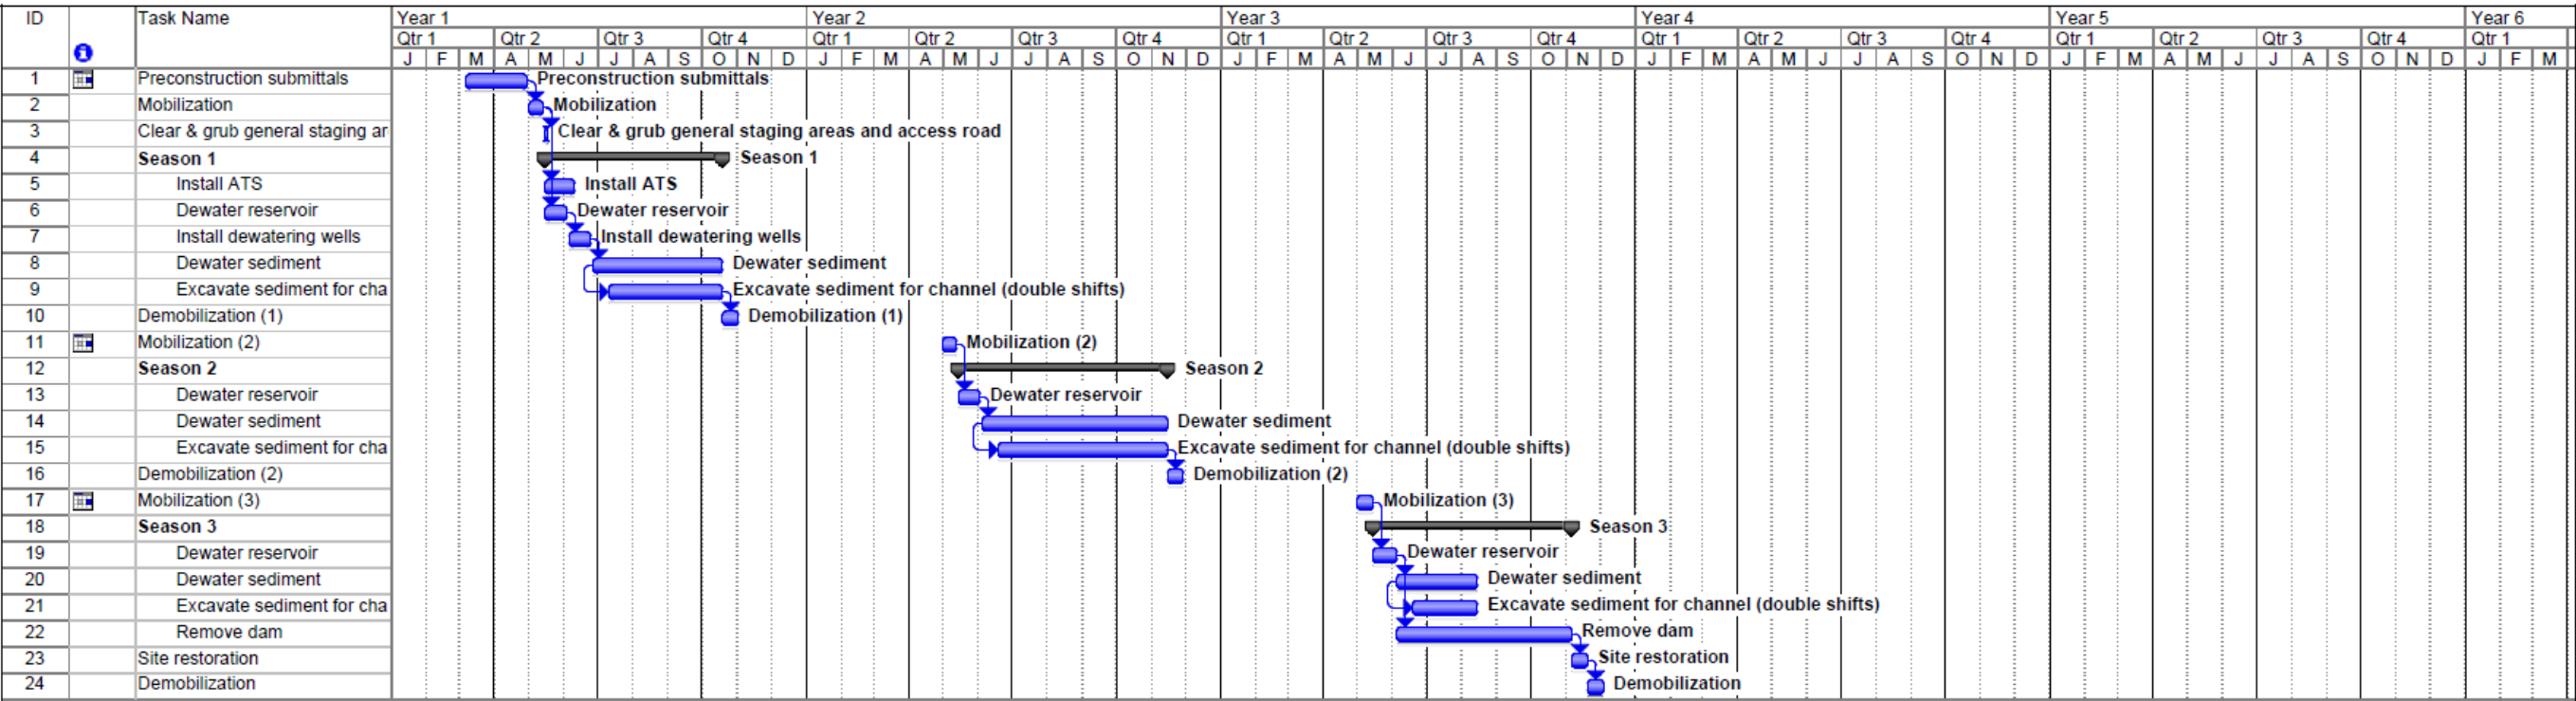 ID Task Name Year 1 Year 2 Year 3 Year 4 Year 5 Year 6
i Qtr 1 Qtr 2 Qtr 3 Qtr 4 Qtr 1 Qtr 2 Qtr 3 Qtr 4 Qtr 1 Qtr 2 Qtr 3 Qtr 4 Qtr 1 Qtr 2 Qtr 3 Qtr 4 Qtr 1 Qtr 2 Qtr 3 Qtr 4 Qtr 1
J F M A M J J A S O N D J F M A M J J A S O N D J F M A M J J A S O N D J F M A M J J A S O N D J F M A M J J A S O N D J F M
1 Preconstruction submittals Preconstruction submittals
2 Mobilization Mobilization
3 Clear & grub general staging ar Clear & grub general staging areas and access road
4 Season 1 Season 1
5 Install ATS Install ATS
6 Dewater reservoir Dewater reservoir
7 Install dewatering wells Install dewatering wells
8 Dewater sediment Dewater sediment
9 Excavate sediment for cha Excavate sediment for channel (double shifts)
10 Demobilization (1) Demobilization (1)
11 Mobilization (2) Mobilization (2)
12 Season 2 Season 2
13 Dewater reservoir Dewater reservoir
14 Dewater sediment Dewater sediment
15 Excavate sediment for cha Excavate sediment for channel (double shifts)
16 Demobilization (2) Demobilization (2)
17 Mobilization (3) Mobilization (3)
18 Season 3 Season 3
19 Dewater reservoir Dewater reservoir
20 Dewater sediment Dewater sediment
21 Excavate sediment for cha Excavate sediment for channel (double shifts)
22 Remove dam Remove dam
23 Site restoration Site restoration
24 Demobilization Demobilization